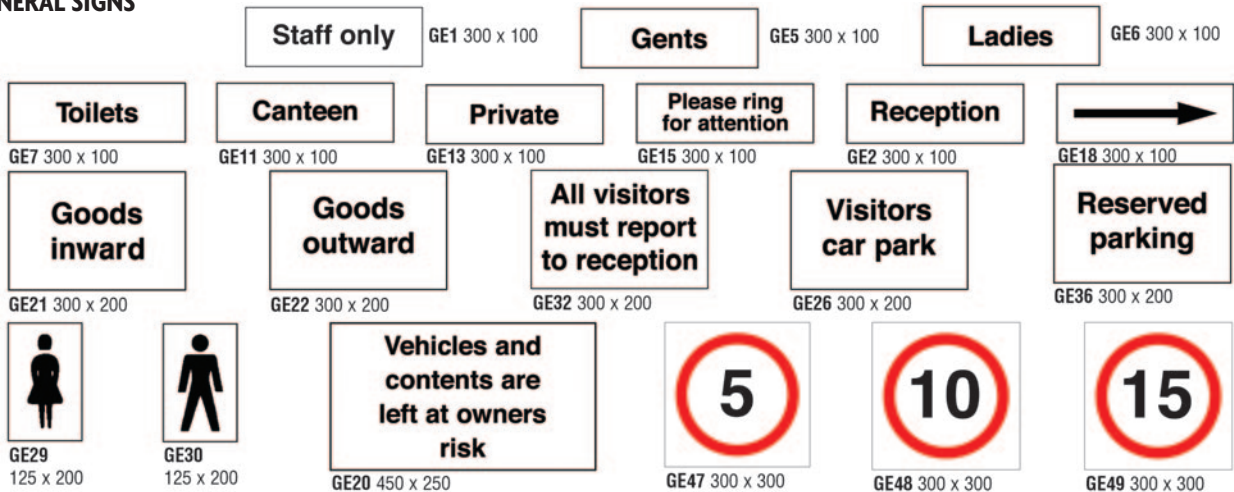 NERAL SIGNS
Staff only
GE1 300 x 100
Gents
GE5 300 x 100
Ladies
GE6 300 x 100
Toilets
GE7 300 x 100
Canteen
GE11 300 x 100
Private
GE13 300 x 100
Please ring
for attention
GE15 300 x 100
Reception
GE2 300 x 100
GE18 300 x 100
Goods
inward
GE21 300 x 200
Goods
outward
GE22 300 x 200
All visitors
must report
to reception
GE32 300 x 200
Visitors
car park
GE26 300 x 200
Reserved
parking
GE36 300 x 200
GE29
125 x 200
GE30
125 x 200
Vehicles and
contents are
left at owners
risk
GE20 450 x 250
5
GE47 300 x 300
10
GE48 300 x 300
15
GE49 300 x 300